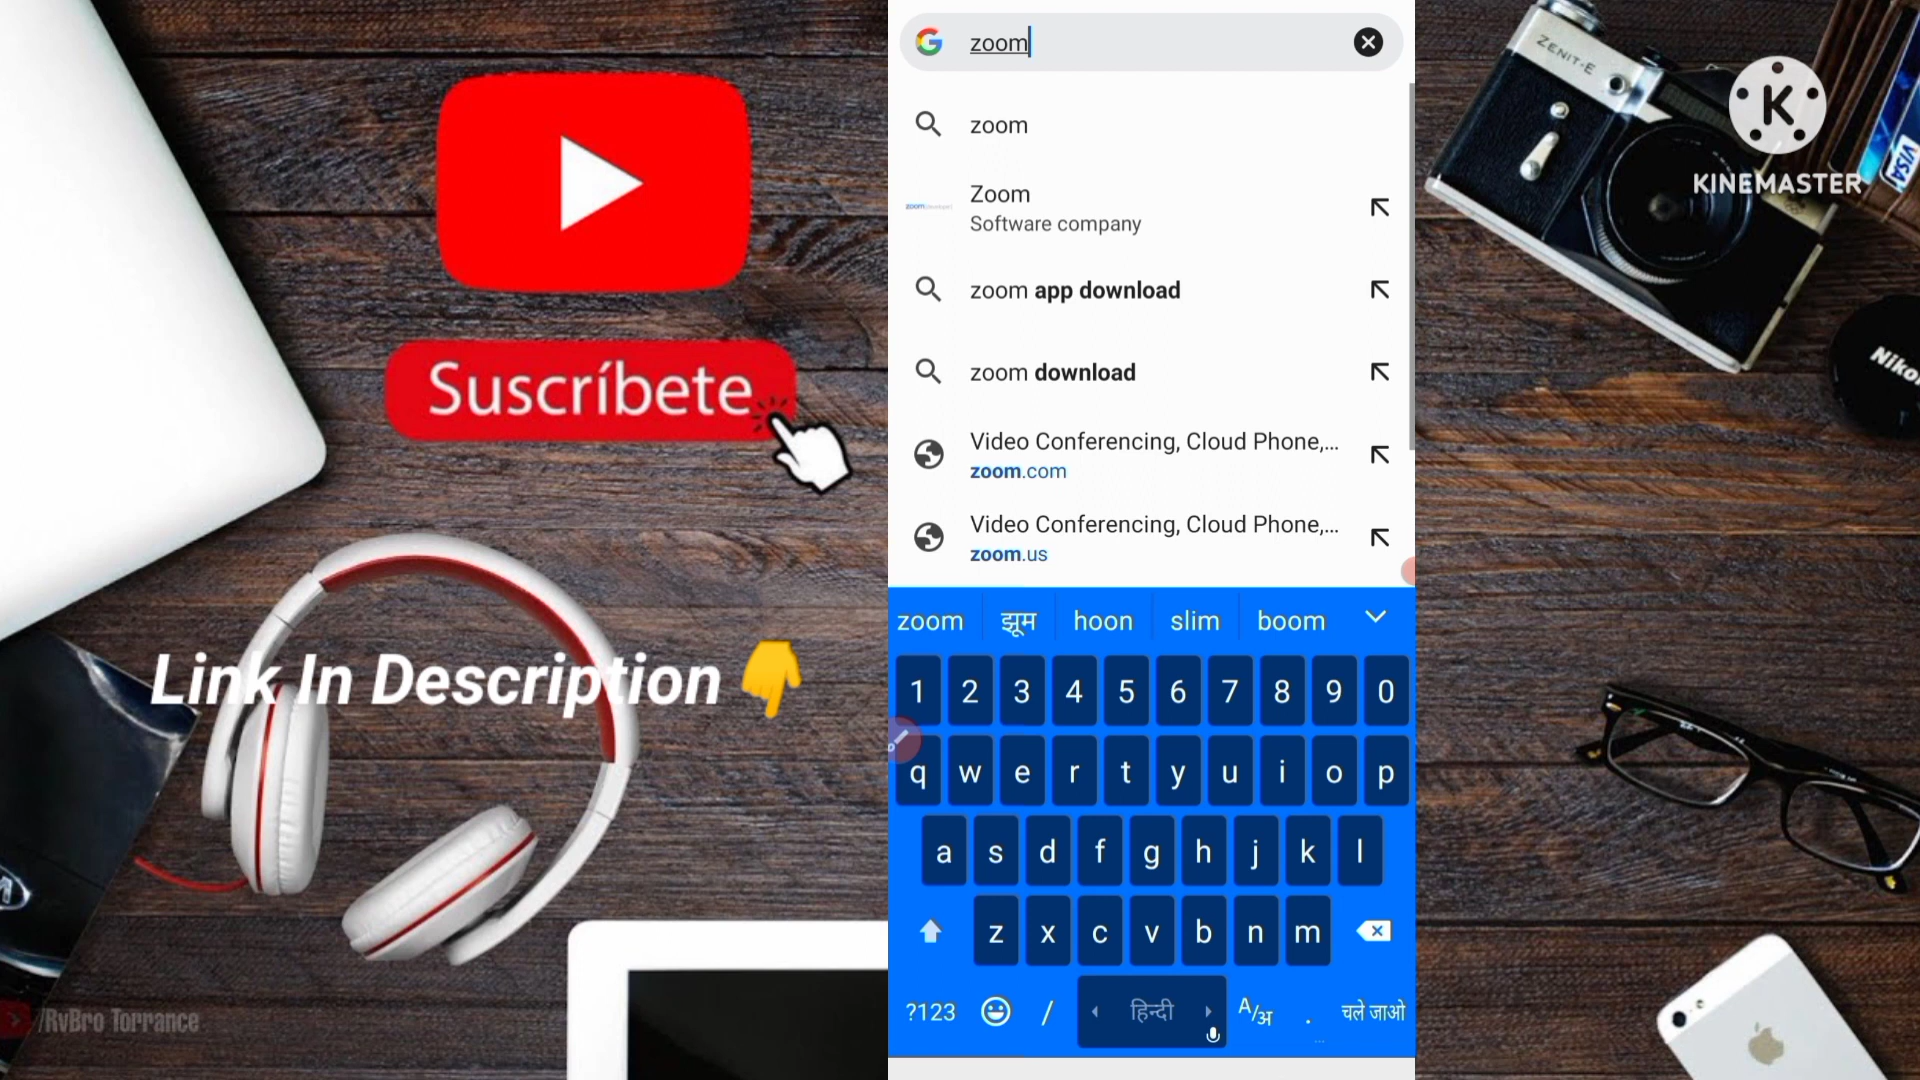 zoom
zoom
Zoom
Software company
zoom app download
zoom download
Video Conferencing, Cloud Phone,...
zoom.com
Video Conferencing, Cloud Phone,...
zoom.us
zoom झूम hoon slim boom
1 2 3 4 5 6 7 8 9 0
q w e r t y u i o p
a s d f g h j k l
z x c v b n m
?123 / हिन्दी A/अ . चले जाओ
Suscríbete
Link In Description
/RvBro Torrance
ZENIT-E
KINEMASTER
VISA